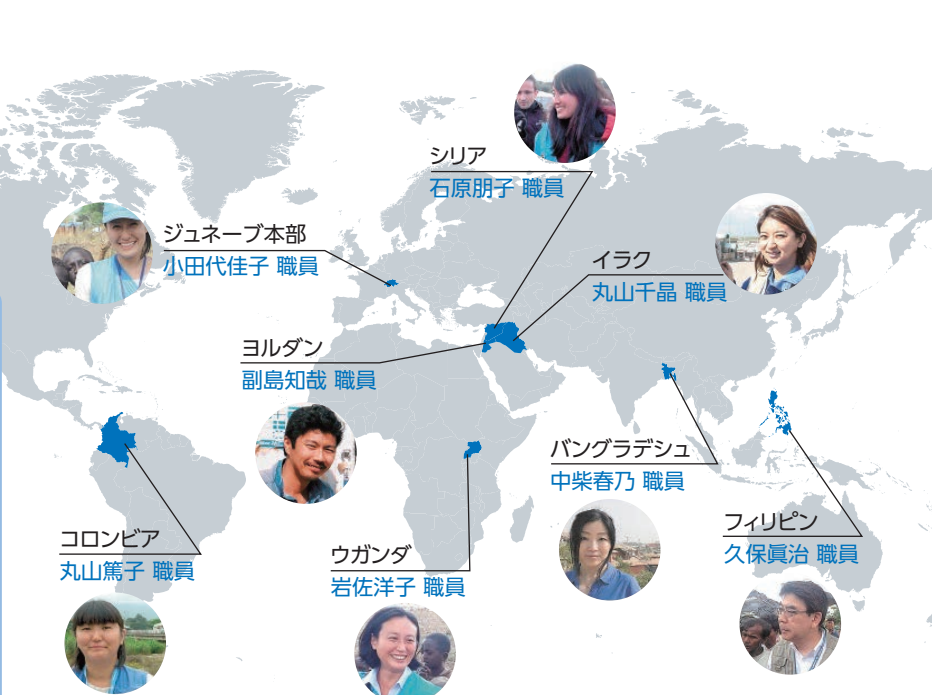 シリア
石原朋子 職員
ジュネーブ本部
小田代佳子 職員
イラク
丸山千晶 職員
ヨルダン
副島知哉 職員
バングラデシュ
中柴春乃 職員
フィリピン
久保眞治 職員
コロンビア
丸山篤子 職員
ウガンダ
岩佐洋子 職員